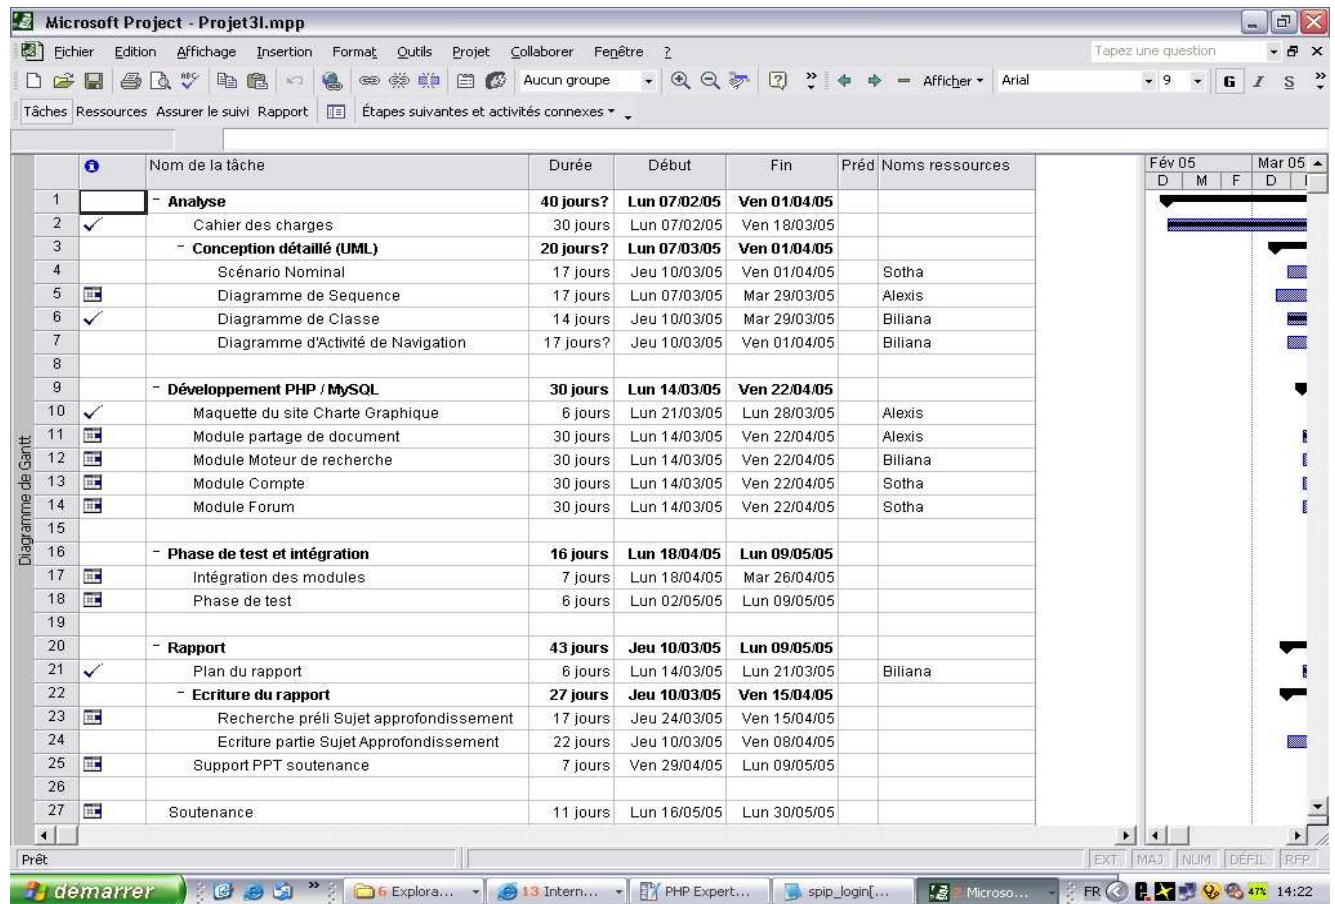 Microsoft Project - Projet3I.mpp
Fichier Edition Affichage Insertion Format Outils Projet Collaborer Fenêtre ? Tapez une question
Aucun groupe Afficher Arial 9 G I S
Tâches Ressources Assurer le suivi Rapport Étapes suivantes et activités connexes
Nom de la tâche Durée Début Fin Préd Noms ressources Fév 05 Mar 05
D M F D
1 Analyse 40 jours? Lun 07/02/05 Ven 01/04/05
2 Cahier des charges 30 jours Lun 07/02/05 Ven 18/03/05
3 Conception détaillé (UML) 20 jours? Lun 07/03/05 Ven 01/04/05
4 Scénario Nominal 17 jours Jeu 10/03/05 Ven 01/04/05 Sotha
5 Diagramme de Sequence 17 jours Lun 07/03/05 Mar 29/03/05 Alexis
6 Diagramme de Classe 14 jours Jeu 10/03/05 Mar 29/03/05 Biliana
7 Diagramme d'Activité de Navigation 17 jours? Jeu 10/03/05 Ven 01/04/05 Biliana
8
9 Développement PHP / MySQL 30 jours Lun 14/03/05 Ven 22/04/05
10 Maquette du site Charte Graphique 6 jours Lun 21/03/05 Lun 28/03/05 Alexis
11 Module partage de document 30 jours Lun 14/03/05 Ven 22/04/05 Alexis
12 Module Moteur de recherche 30 jours Lun 14/03/05 Ven 22/04/05 Biliana
13 Module Compte 30 jours Lun 14/03/05 Ven 22/04/05 Sotha
14 Module Forum 30 jours Lun 14/03/05 Ven 22/04/05 Sotha
15
16 Phase de test et intégration 16 jours Lun 18/04/05 Lun 09/05/05
17 Intégration des modules 7 jours Lun 18/04/05 Mar 26/04/05
18 Phase de test 6 jours Lun 02/05/05 Lun 09/05/05
19
20 Rapport 43 jours Jeu 10/03/05 Lun 09/05/05
21 Plan du rapport 6 jours Lun 14/03/05 Lun 21/03/05 Biliana
22 Ecriture du rapport 27 jours Jeu 10/03/05 Ven 15/04/05
23 Recherche préli Sujet approfondissement 17 jours Jeu 24/03/05 Ven 15/04/05
24 Ecriture partie Sujet Approfondissement 22 jours Jeu 10/03/05 Ven 08/04/05
25 Support PPT soutenance 7 jours Ven 29/04/05 Lun 09/05/05
26
27 Soutenance 11 jours Lun 16/05/05 Lun 30/05/05
Diagramme de Gantt
Prêt EXT MAJ NUM DÉFIL RFP
démarrer 6 Explora... 13 Intern... PHP Expert... spip_login[... 2 Microso... FR 47% 14:22